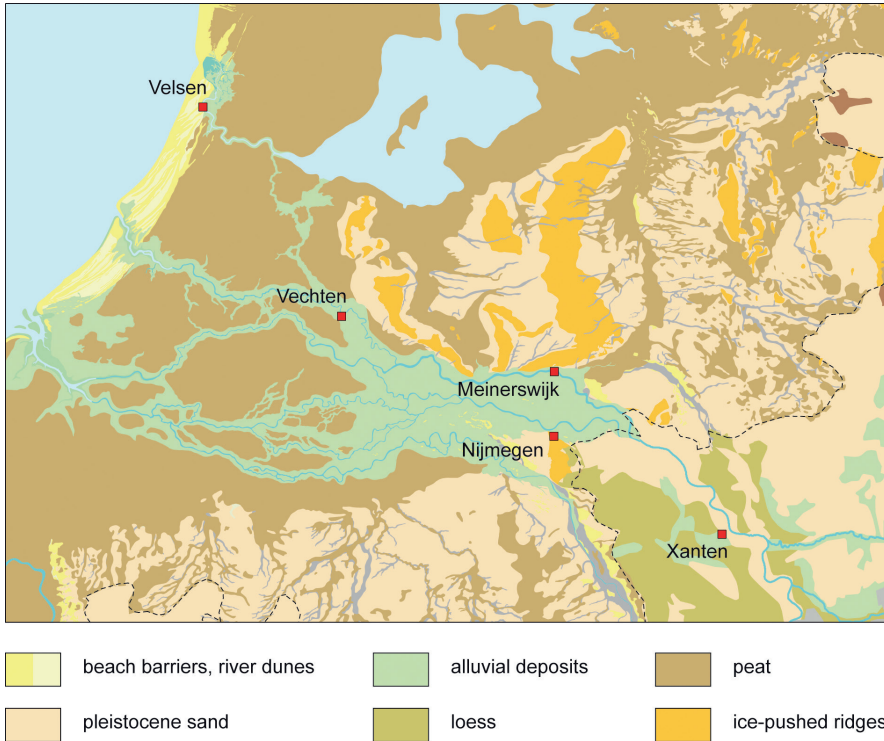 Velsen
Vechten
Meinerswijk
Nijmegen
Xanten
beach barriers, river dunes
alluvial deposits
peat
pleistocene sand
loess
ice-pushed ridges